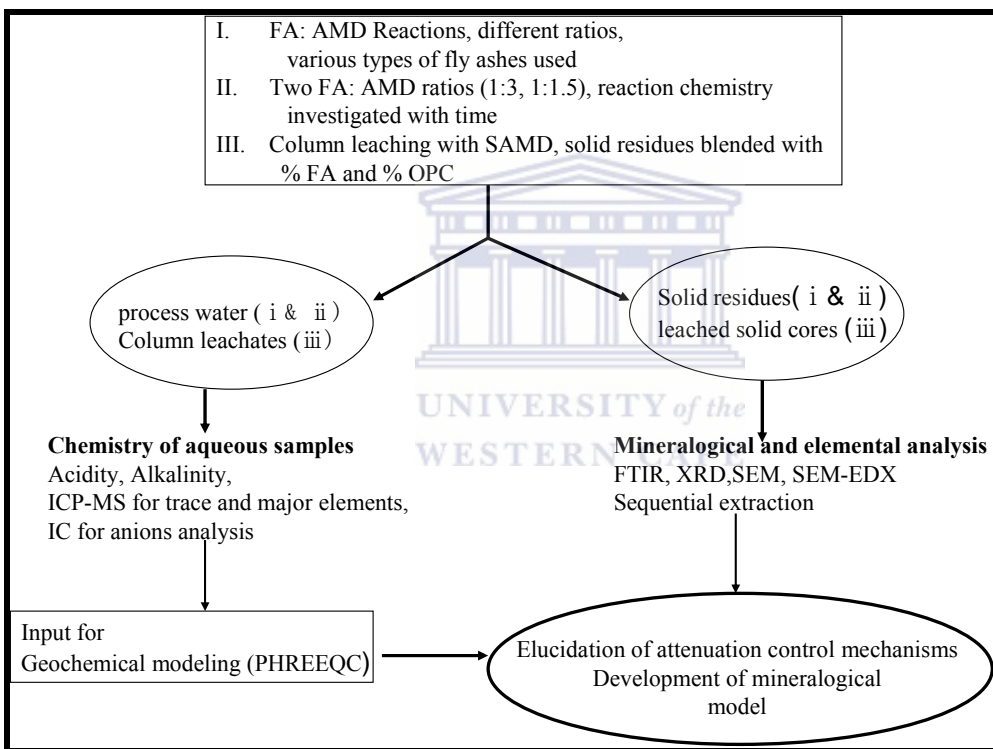 I. FA: AMD Reactions, different ratios,
various types of fly ashes used
II. Two FA: AMD ratios (1:3, 1:1.5), reaction chemistry
investigated with time
III. Column leaching with SAMD, solid residues blended with
% FA and % OPC
process water ( ⅰ & ⅱ)
Column leachates (ⅲ)
Solid residues( ⅰ & ⅱ)
leached solid cores (ⅲ)
UNIVERSITY of the
WESTERN CAPE
Chemistry of aqueous samples
Acidity, Alkalinity,
ICP-MS for trace and major elements,
IC for anions analysis
Mineralogical and elemental analysis
FTIR, XRD,SEM, SEM-EDX
Sequential extraction
Input for
Geochemical modeling (PHREEQC)
Elucidation of attenuation control mechanisms
Development of mineralogical
model